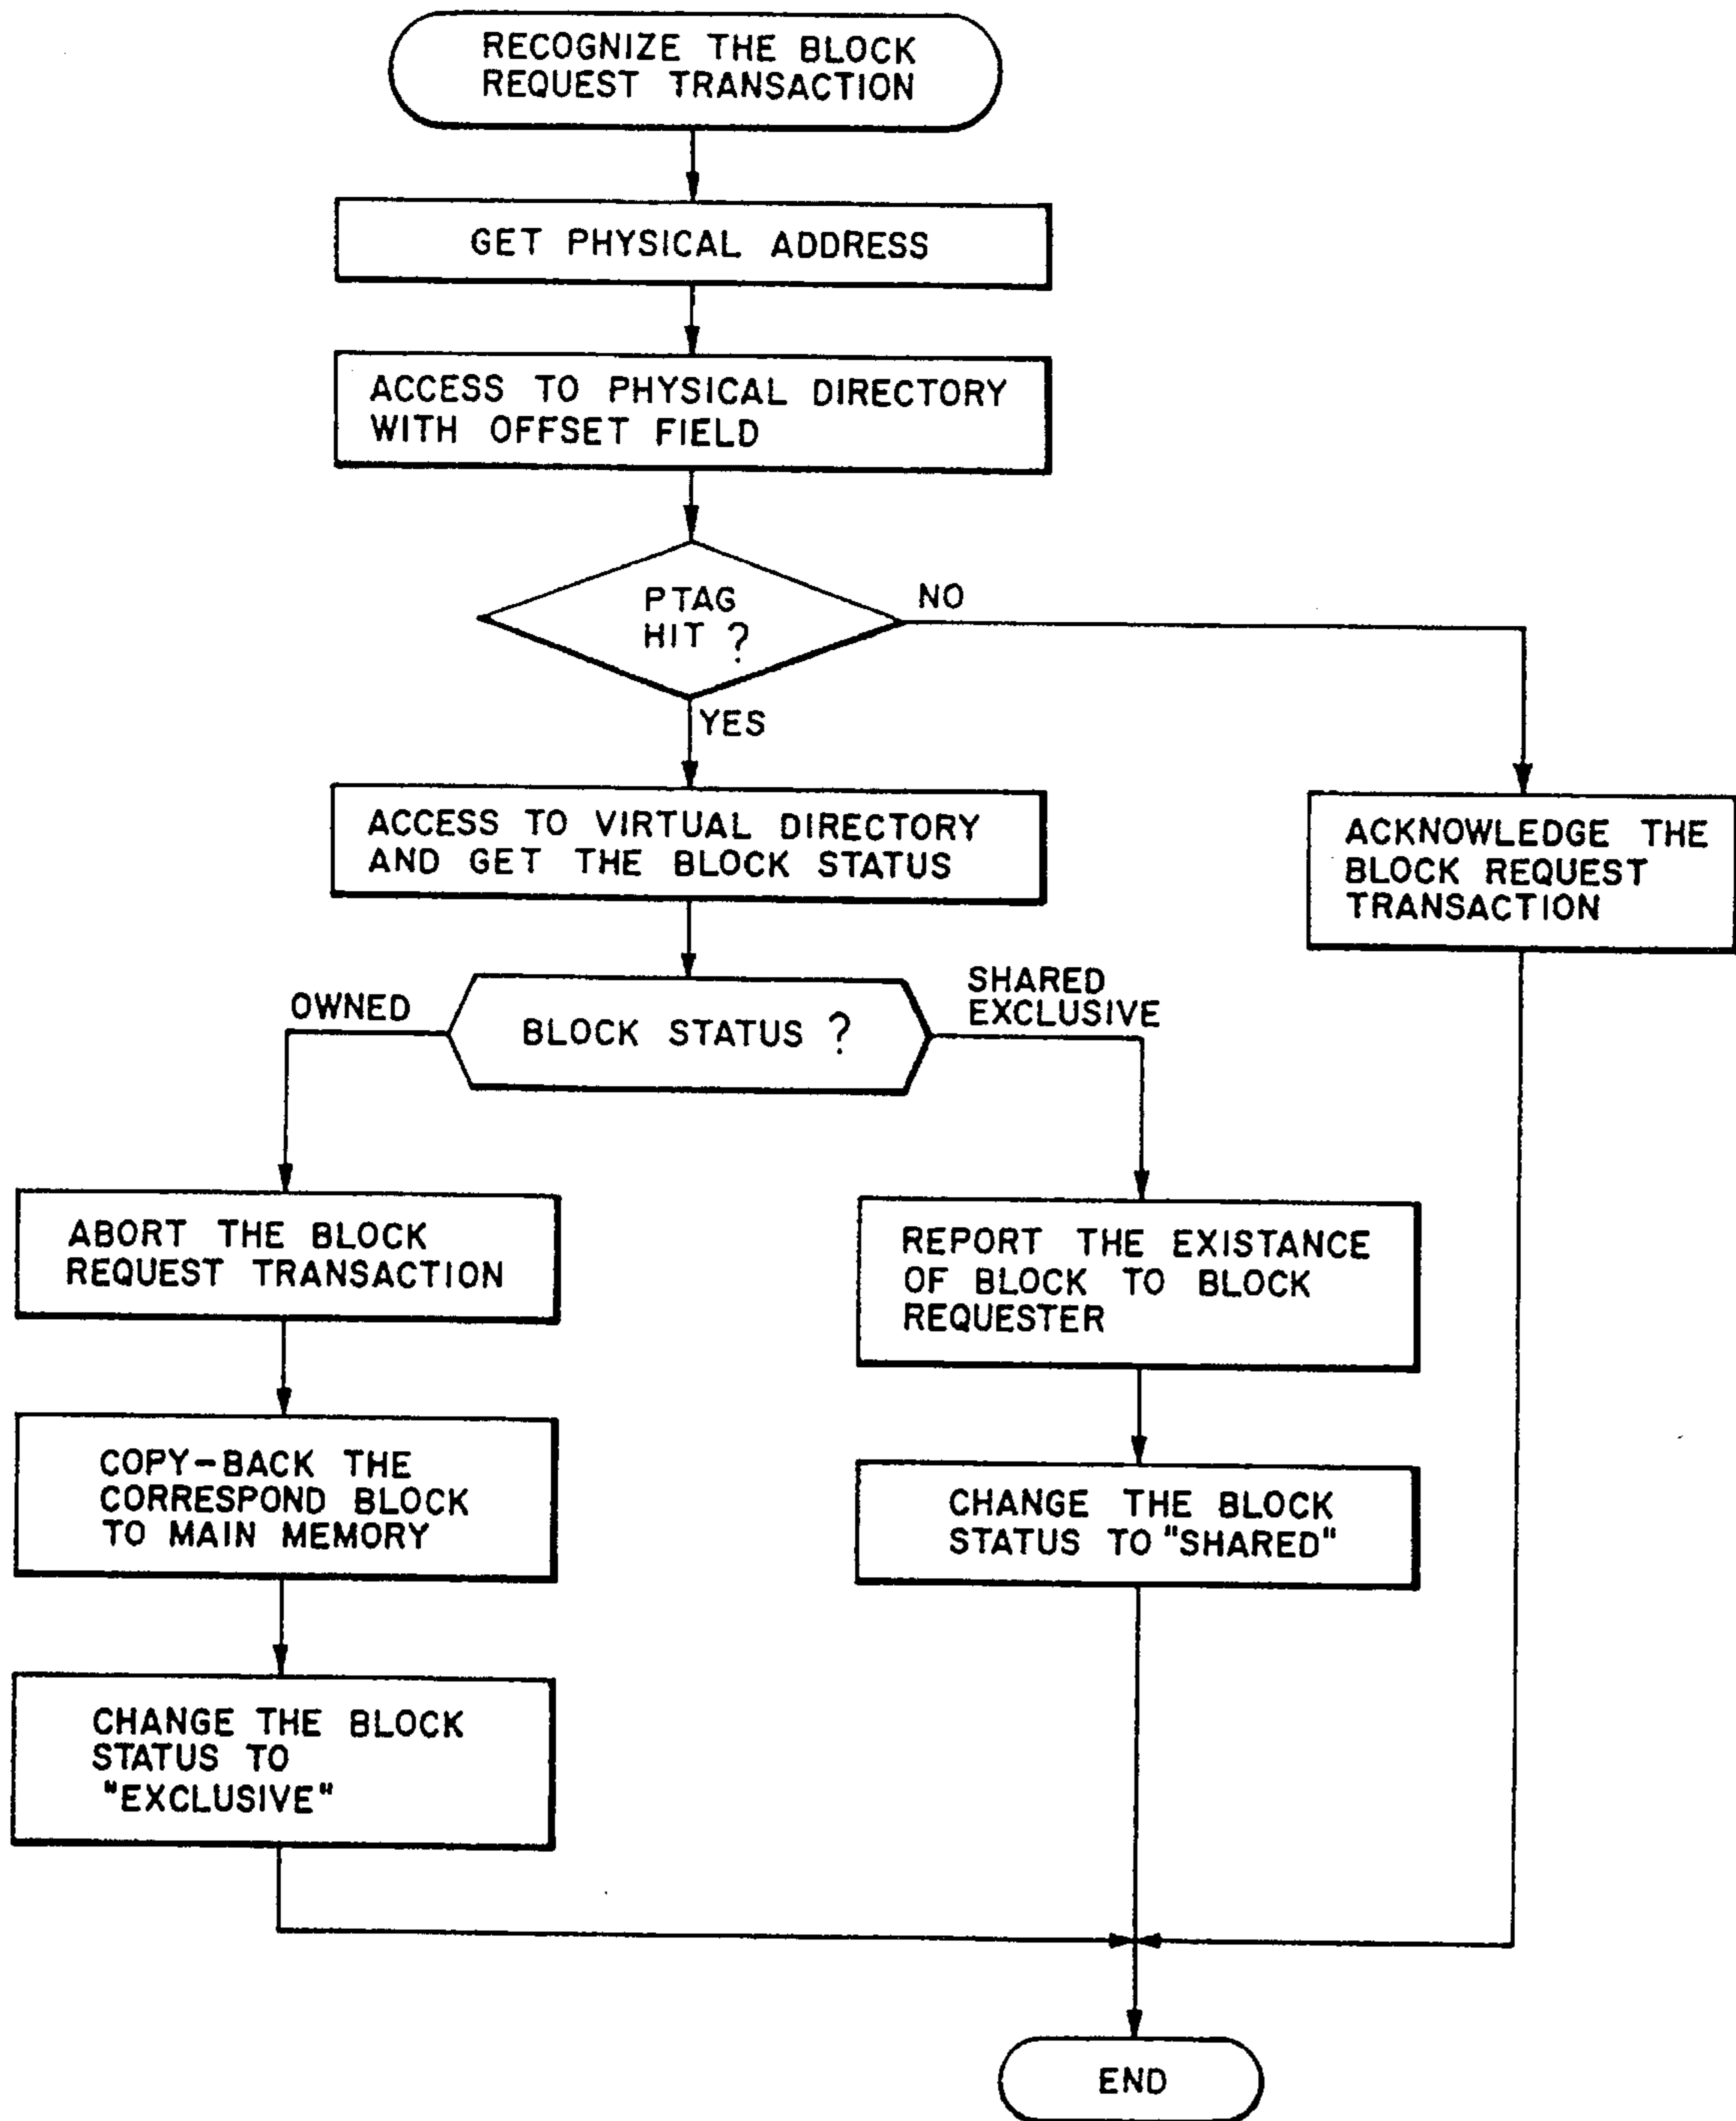 RECOGNIZE THE BLOCK
REQUEST TRANSACTION
GET PHYSICAL ADDRESS
ACCESS TO PHYSICAL DIRECTORY
WITH OFFSET FIELD
PTAG
HIT ?
NO
YES
ACCESS TO VIRTUAL DIRECTORY
AND GET THE BLOCK STATUS
ACKNOWLEDGE THE
BLOCK REQUEST
TRANSACTION
OWNED
BLOCK STATUS ?
SHARED
EXCLUSIVE
ABORT THE BLOCK
REQUEST TRANSACTION
REPORT THE EXISTANCE
OF BLOCK TO BLOCK
REQUESTER
COPY-BACK THE
CORRESPOND BLOCK
TO MAIN MEMORY
CHANGE THE BLOCK
STATUS TO "SHARED"
CHANGE THE BLOCK
STATUS TO
"EXCLUSIVE"
END